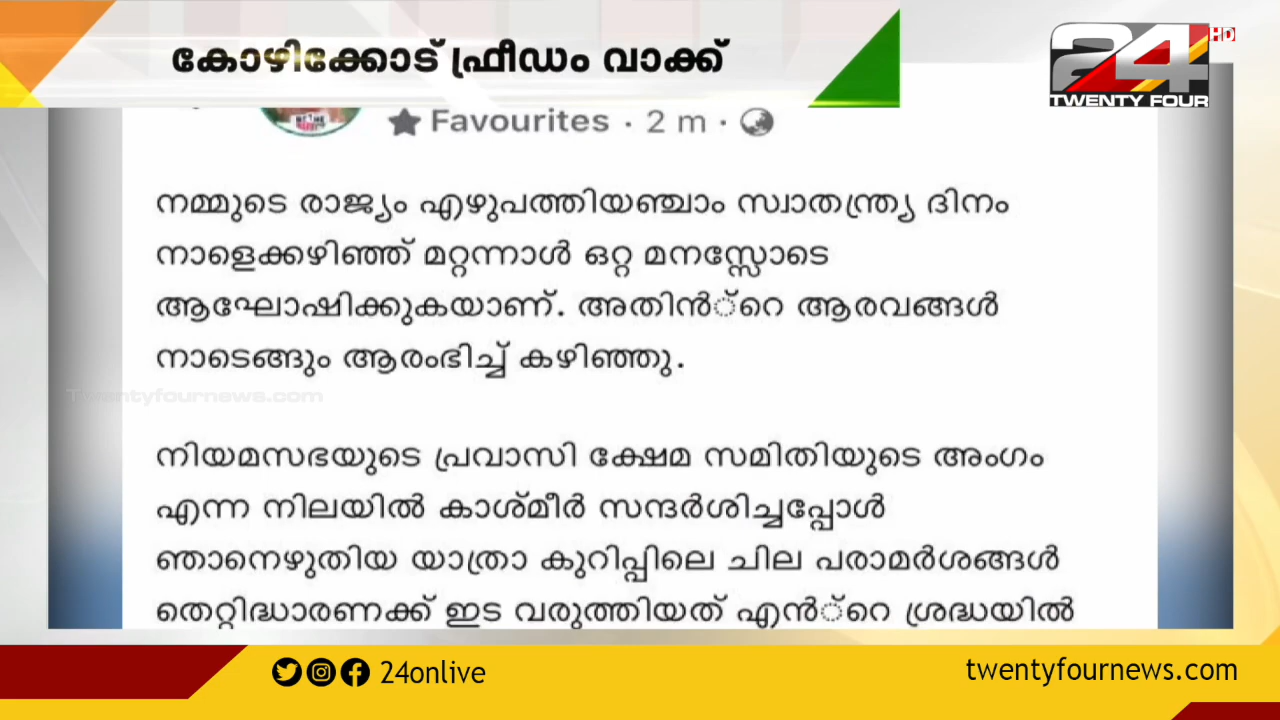 കോഴിക്കോട് ഫ്രീഡം വാക്ക്
24 HD
TWENTY FOUR
Favourites · 2 m ·
നമ്മുടെ രാജ്യം എഴുപത്തിയഞ്ചാം സ്വാതന്ത്ര്യ ദിനം
നാളെക്കഴിഞ്ഞ് മറ്റന്നാൾ ഒറ്റ മനസ്സോടെ
ആഘോഷിക്കുകയാണ്. അതിൻ്റെ ആരവങ്ങൾ
നാടെങ്ങും ആരംഭിച്ച് കഴിഞ്ഞു.
Twentyfournews.com
നിയമസഭയുടെ പ്രവാസി ക്ഷേമ സമിതിയുടെ അംഗം
എന്ന നിലയിൽ കാശ്മീർ സന്ദർശിച്ചപ്പോൾ
ഞാനെഴുതിയ യാത്രാ കുറിപ്പിലെ ചില പരാമർശങ്ങൾ
തെറ്റിദ്ധാരണക്ക് ഇട വരുത്തിയത് എൻ്റെ ശ്രദ്ധയിൽ
24onlive
twentyfournews.com